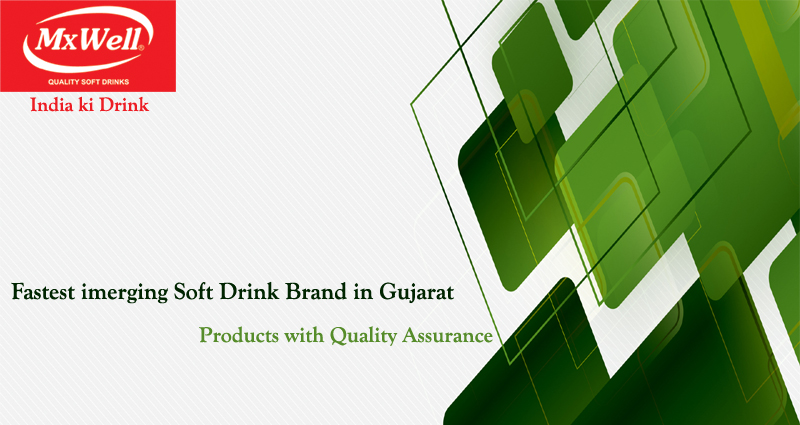 MxWell®
QUALITY SOFT DRINKS
India ki Drink
Fastest imerging Soft Drink Brand in Gujarat
Products with Quality Assurance